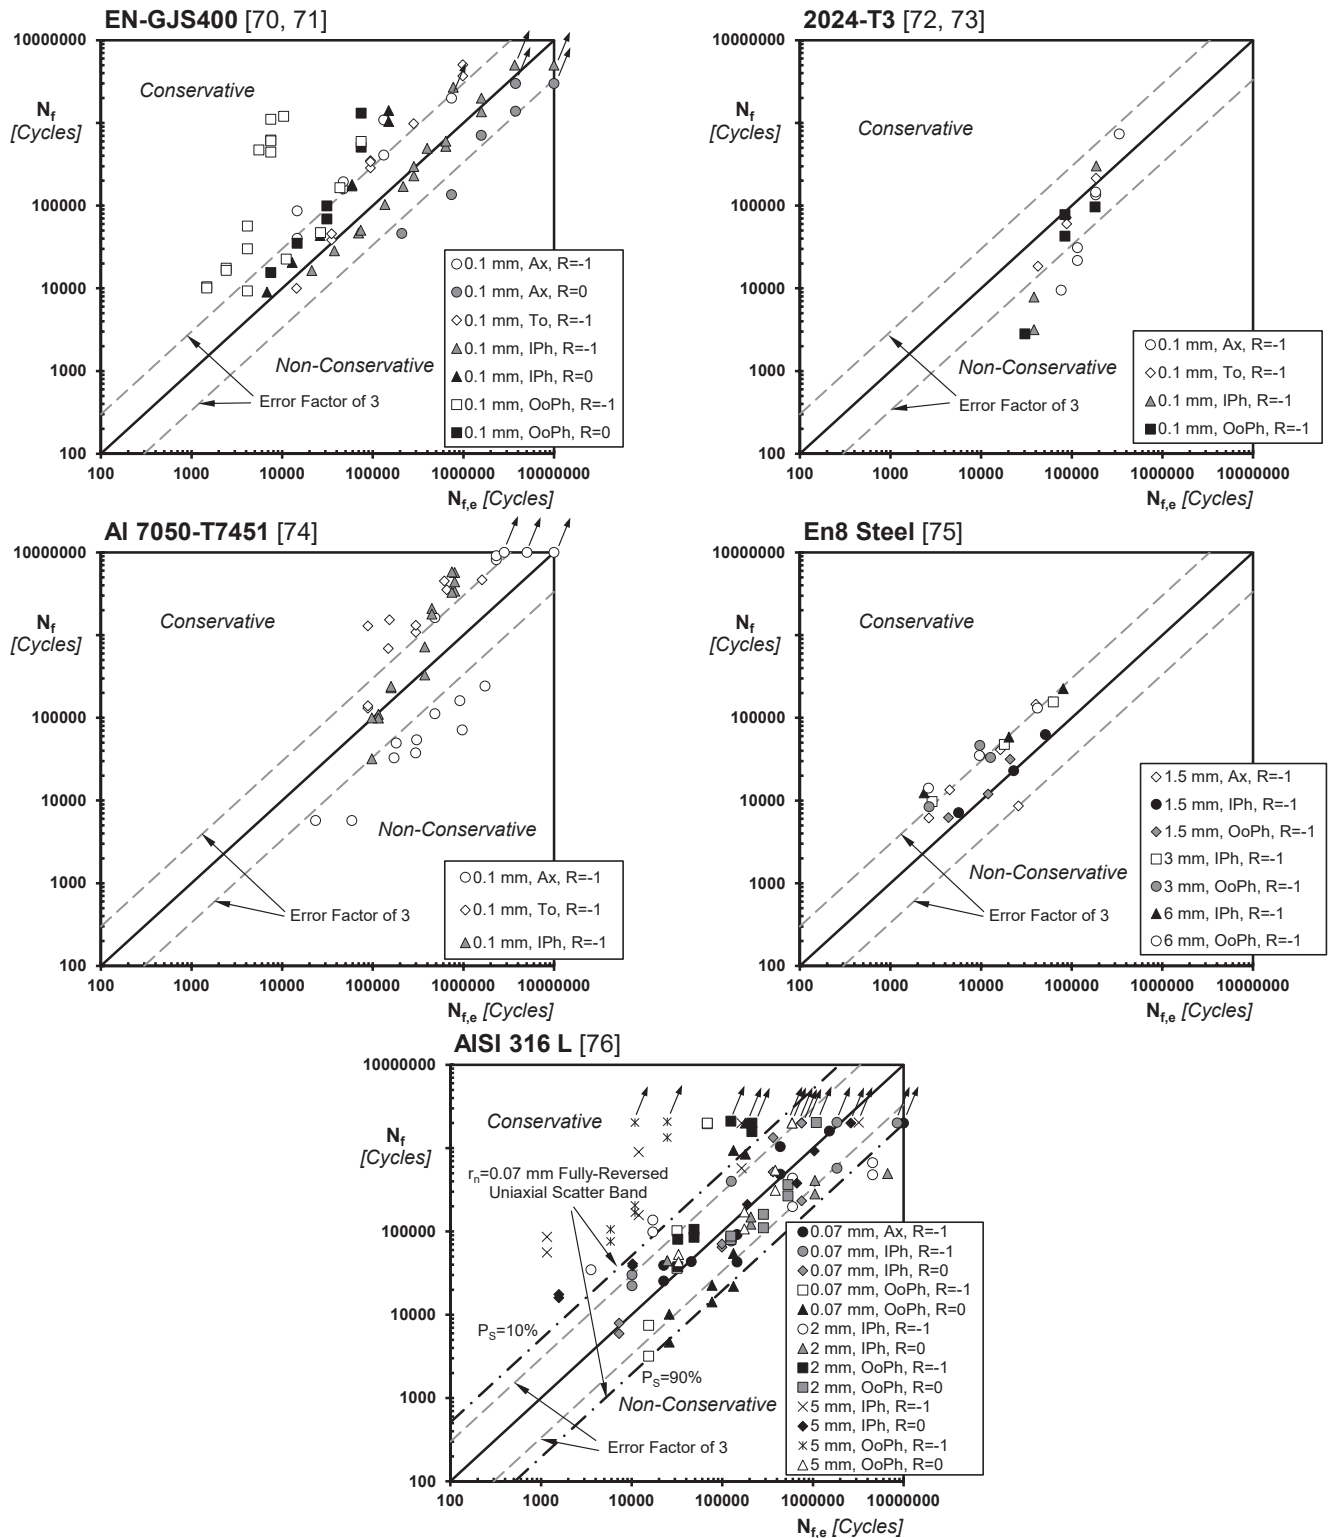 EN-GJS400 [70, 71]
10000000
1000000
100000
10000
1000
100
N_f
[Cycles]
Conservative
Non-Conservative
Error Factor of 3
0.1 mm, Ax, R=-1
0.1 mm, Ax, R=0
0.1 mm, To, R=-1
0.1 mm, IPh, R=-1
0.1 mm, IPh, R=0
0.1 mm, OoPh, R=-1
0.1 mm, OoPh, R=0
100 1000 10000 100000 1000000 10000000
N_f,e [Cycles]
2024-T3 [72, 73]
10000000
N_f
[Cycles]
100000
10000
1000
100
Conservative
Non-Conservative
Error Factor of 3
0.1 mm, Ax, R=-1
0.1 mm, To, R=-1
0.1 mm, IPh, R=-1
0.1 mm, OoPh, R=-1
100 1000 10000 100000 1000000 10000000
N_f,e [Cycles]
Al 7050-T7451 [74]
10000000
N_f
[Cycles]
100000
10000
1000
100
Conservative
Non-Conservative
Error Factor of 3
0.1 mm, Ax, R=-1
0.1 mm, To, R=-1
0.1 mm, IPh, R=-1
100 1000 10000 100000 1000000 10000000
N_f,e [Cycles]
En8 Steel [75]
10000000
N_f
[Cycles]
100000
10000
1000
100
Conservative
Non-Conservative
Error Factor of 3
1.5 mm, Ax, R=-1
1.5 mm, IPh, R=-1
1.5 mm, OoPh, R=-1
3 mm, IPh, R=-1
3 mm, OoPh, R=-1
6 mm, IPh, R=-1
6 mm, OoPh, R=-1
100 1000 10000 100000 1000000 10000000
N_f,e [Cycles]
AISI 316 L [76]
10000000
N_f
[Cycles]
100000
10000
1000
100
Conservative
r_n=0.07 mm Fully-Reversed
Uniaxial Scatter Band
P_S=10%
P_S=90%
Non-Conservative
Error Factor of 3
0.07 mm, Ax, R=-1
0.07 mm, IPh, R=-1
0.07 mm, IPh, R=0
0.07 mm, OoPh, R=-1
0.07 mm, OoPh, R=0
2 mm, IPh, R=-1
2 mm, IPh, R=0
2 mm, OoPh, R=-1
2 mm, OoPh, R=0
5 mm, IPh, R=-1
5 mm, IPh, R=0
5 mm, OoPh, R=-1
5 mm, OoPh, R=0
100 1000 10000 100000 1000000 10000000
N_f,e [Cycles]